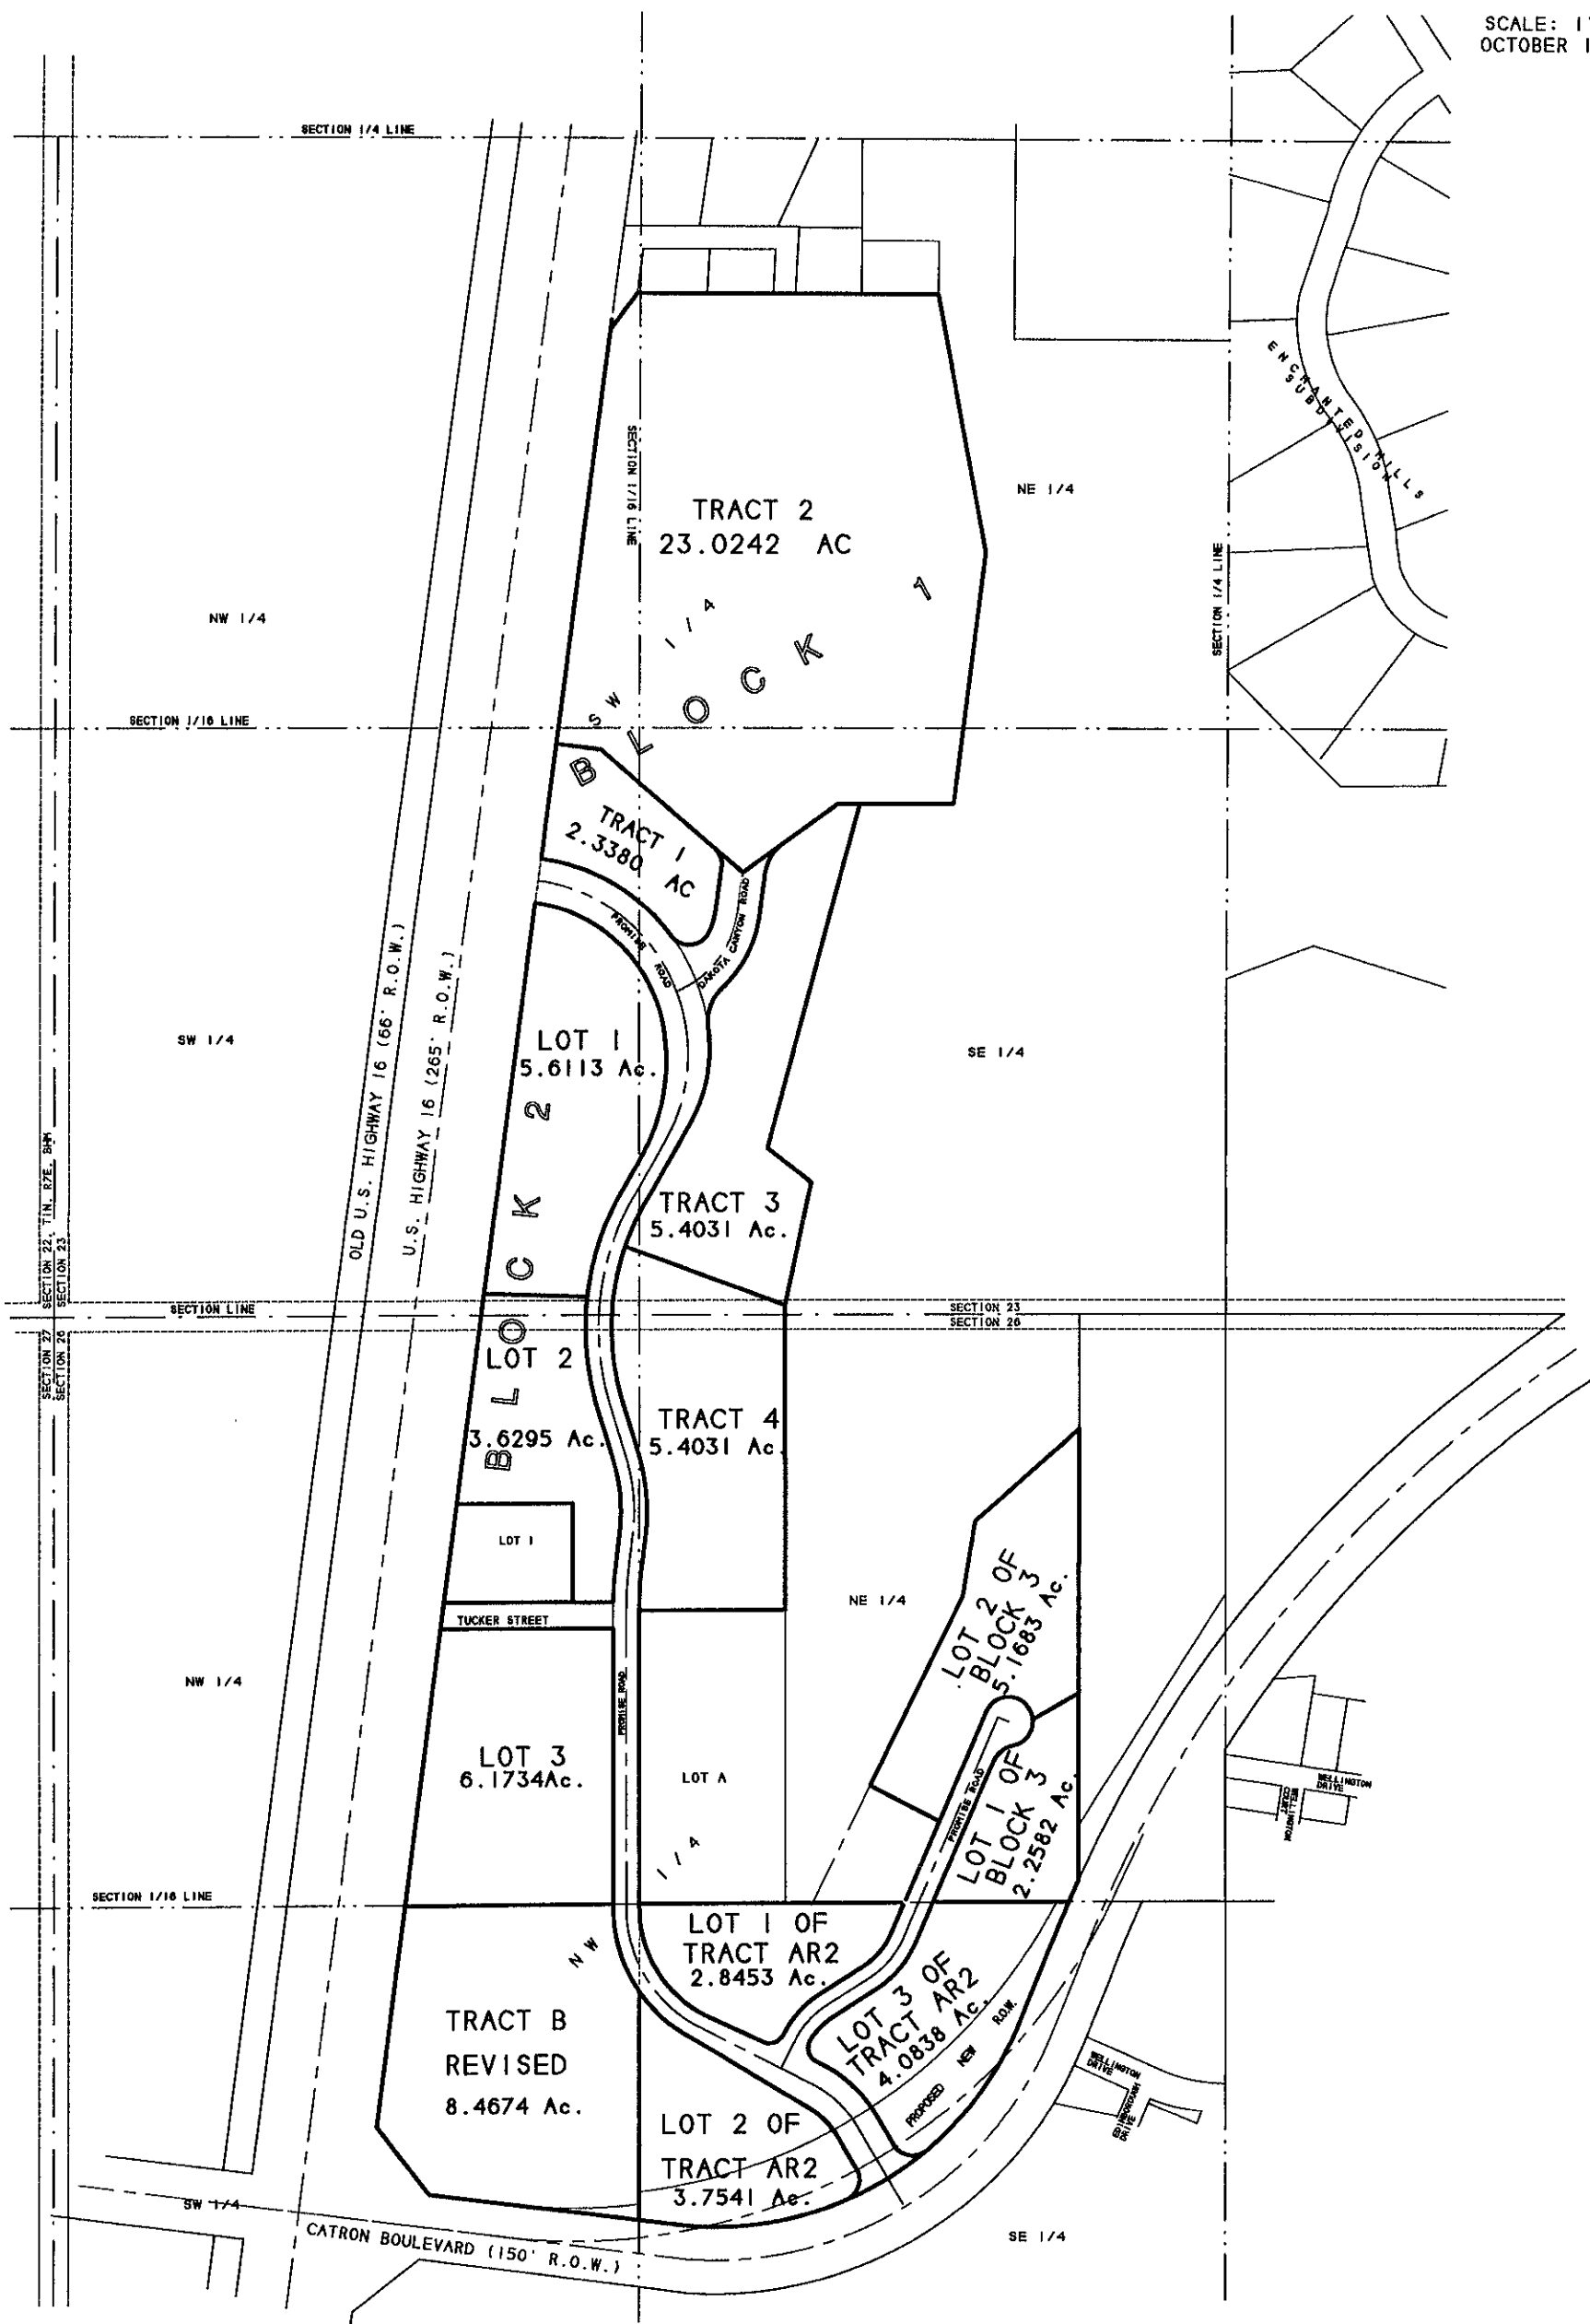 SCALE: 1"
OCTOBER 1
SECTION 1/4 LINE
ENCHANTED HILLS
SUBDIVISION
SECTION 1/16 LINE
NE 1/4
TRACT 2
23.0242 AC
SECTION 1/4 LINE
NW 1/4
SW 1/4
BLOCK 1
SECTION 1/16 LINE
TRACT 1
2.3380 AC
PROMISE ROAD
DAKOTA CANYON ROAD
OLD U.S. HIGHWAY 16 (66' R.O.W.)
U.S. HIGHWAY 16 (265' R.O.W.)
SW 1/4
LOT 1
5.6113 Ac.
SE 1/4
BLOCK 2
TRACT 3
5.4031 Ac.
SECTION 22, T1N, R7E, BHM
SECTION 23
SECTION LINE
SECTION 23
SECTION 26
SECTION 27
SECTION 26
LOT 2
3.6295 Ac.
TRACT 4
5.4031 Ac.
LOT 1
TUCKER STREET
NE 1/4
LOT 2 OF
BLOCK 3
5.1683 Ac.
NW 1/4
PROMISE ROAD
LOT 3
6.1734Ac.
LOT A
PROMISE ROAD
LOT 1 OF
BLOCK 3
2.2582 Ac.
WELLINGTON
DRIVE
WELLINGTON
COURT
NW 1/4
SECTION 1/16 LINE
LOT 1 OF
TRACT AR2
2.8453 Ac.
LOT 3 OF
TRACT AR2
4.0838 Ac.
PROPOSED NEW R.O.W.
TRACT B
REVISED
8.4674 Ac.
WELLINGTON
DRIVE
EDINBOROUGH
DRIVE
LOT 2 OF
TRACT AR2
3.7541 Ac.
SW 1/4
CATRON BOULEVARD (150' R.O.W.)
SE 1/4